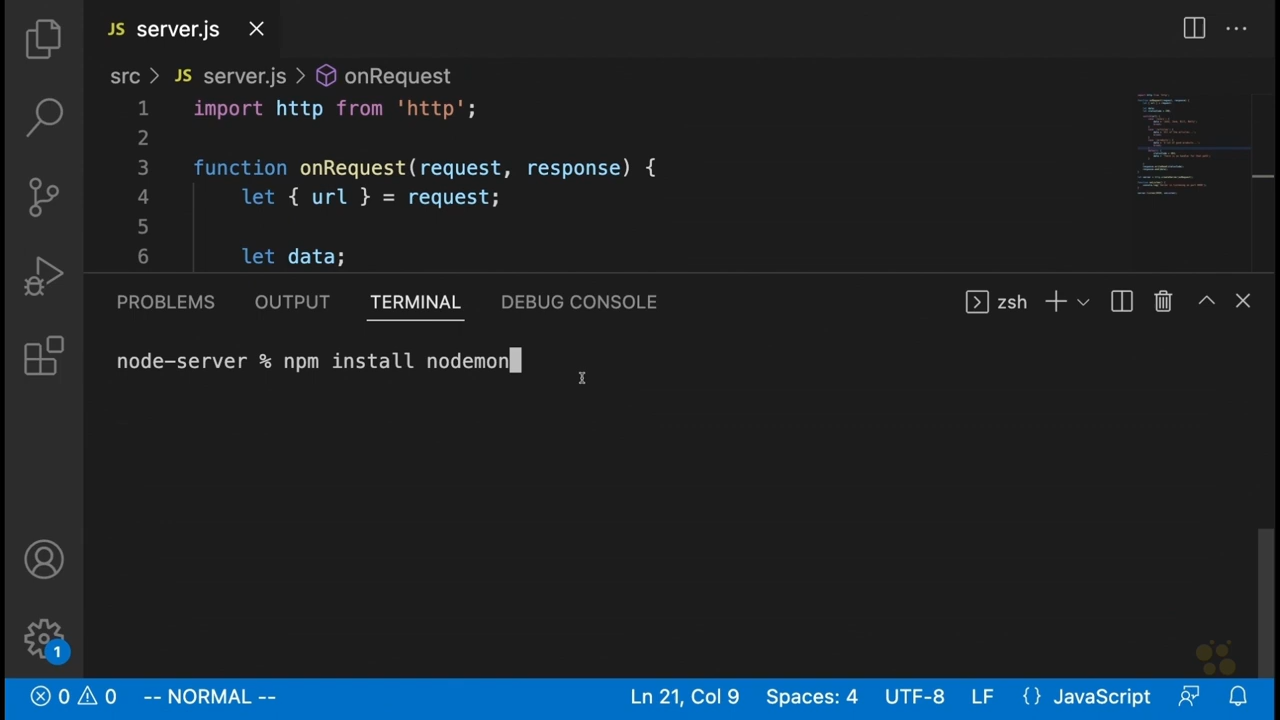 JS server.js
src > JS server.js > onRequest
1 import http from 'http';
2
3 function onRequest(request, response) {
4 let { url } = request;
5
6 let data;
PROBLEMS OUTPUT TERMINAL DEBUG CONSOLE zsh
node-server % npm install nodemon
1
0 0 -- NORMAL -- Ln 21, Col 9 Spaces: 4 UTF-8 LF {} JavaScript